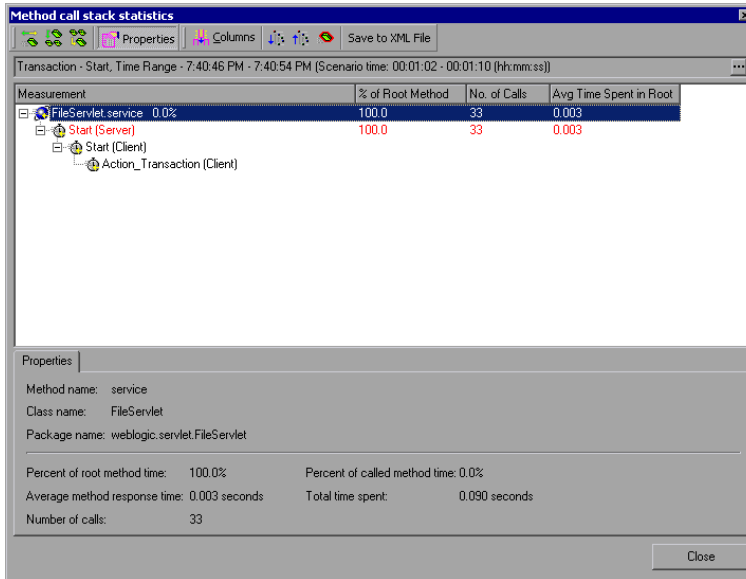 Method call stack statistics
Properties Columns Save to XML File
Transaction - Start, Time Range - 7:40:46 PM - 7:40:54 PM (Scenario time: 00:01:02 - 00:01:10 (hh:mm:ss)) ...
Measurement % of Root Method No. of Calls Avg Time Spent in Root
FileServlet.service 0.0% 100.0 33 0.003
Start (Server) 100.0 33 0.003
Start (Client)
Action_Transaction (Client)
Properties
Method name: service
Class name: FileServlet
Package name: weblogic.servlet.FileServlet
Percent of root method time: 100.0% Percent of called method time: 0.0%
Average method response time: 0.003 seconds Total time spent: 0.090 seconds
Number of calls: 33
Close